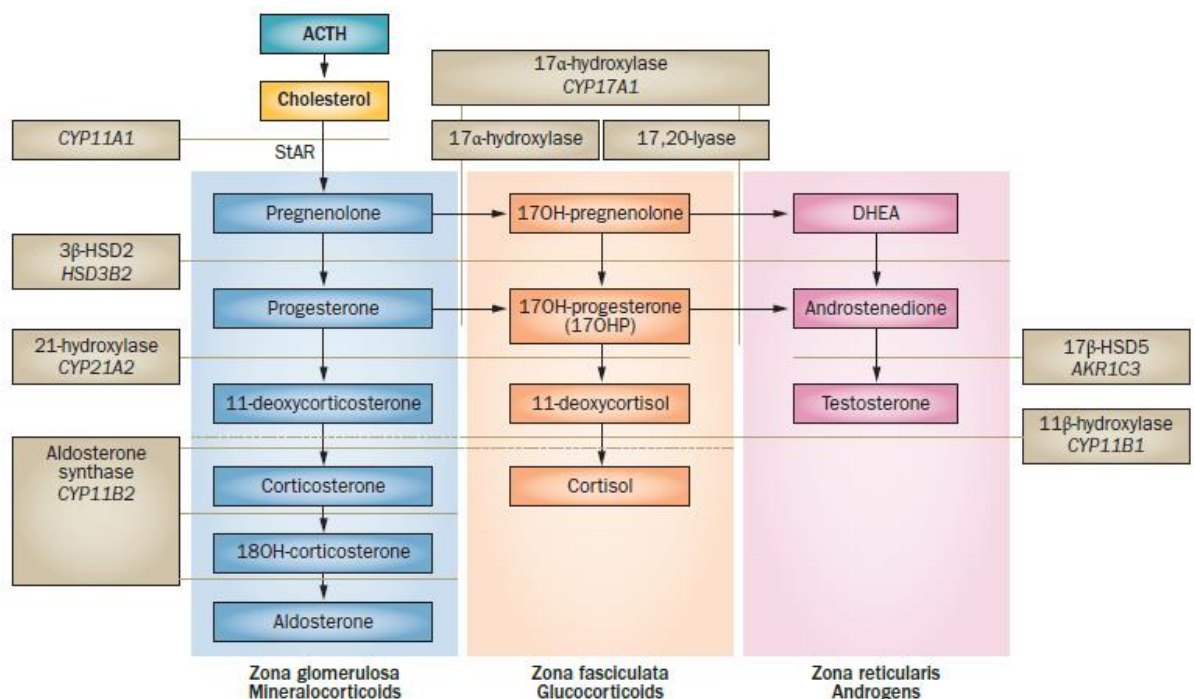 ACTH
Cholesterol
17α-hydroxylase
CYP17A1
CYP11A1
StAR
17α-hydroxylase
17,20-lyase
Pregnenolone
17OH-pregnenolone
DHEA
3β-HSD2
HSD3B2
Progesterone
17OH-progesterone
(17OHP)
Androstenedione
21-hydroxylase
CYP21A2
17β-HSD5
AKR1C3
11-deoxycorticosterone
11-deoxycortisol
Testosterone
11β-hydroxylase
CYP11B1
Aldosterone
synthase
CYP11B2
Corticosterone
Cortisol
18OH-corticosterone
Aldosterone
Zona glomerulosa
Mineralocorticoids
Zona fasciculata
Glucocorticoids
Zona reticularis
Androgens